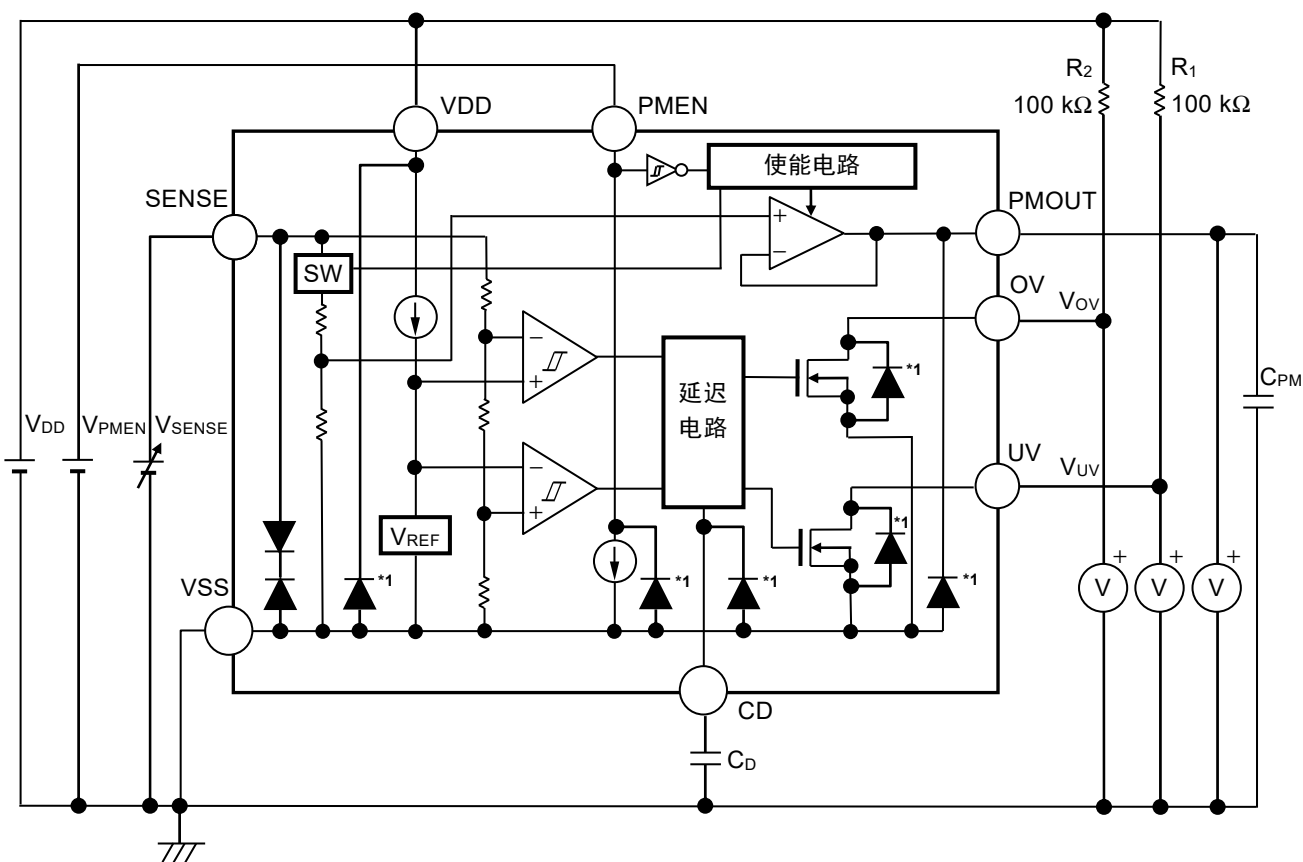 R2
100 kΩ
R1
100 kΩ
VDD
PMEN
使能电路
SENSE
PMOUT
+
−
SW
OV
VOV
−
+
*1
延迟
电路
CPM
VDD
VPMEN
VSENSE
UV
VUV
−
+
*1
VREF
VSS
*1
*1
*1
*1
+
+
+
V
V
V
CD
CD